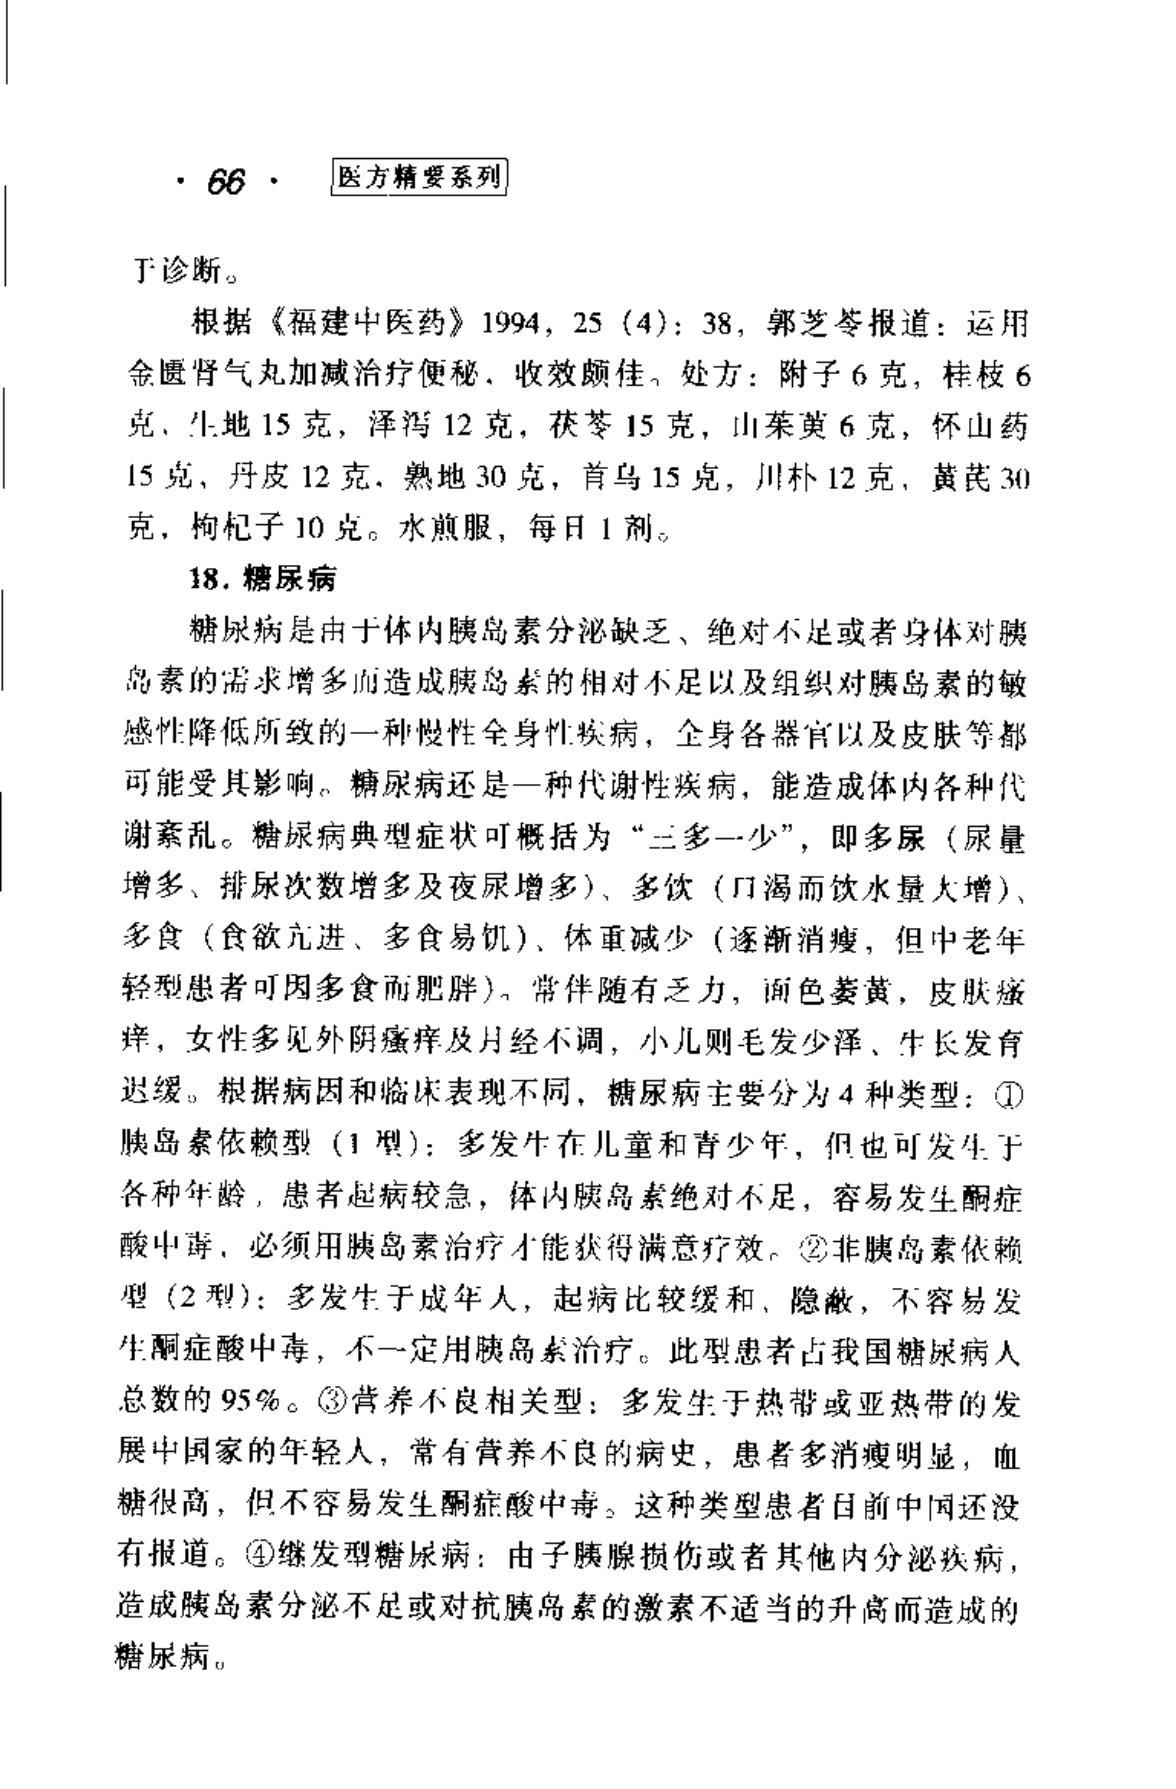 · 66 · 医方精要系列
于诊断。
根据《福建中医药》1994，25（4）：38，郭芝苓报道：运用
金匮肾气丸加减治疗便秘，收效颇佳。处方：附子 6 克，桂枝 6
克，生地 15 克，泽泻 12 克，茯苓 15 克，山茱萸 6 克，怀山药
15 克，丹皮 12 克，熟地 30 克，首乌 15 克，川朴 12 克，黄芪 30
克，枸杞子 10 克。水煎服，每日 1 剂。
18. 糖尿病
糖尿病是由于体内胰岛素分泌缺乏、绝对不足或者身体对胰
岛素的需求增多而造成胰岛素的相对不足以及组织对胰岛素的敏
感性降低所致的一种慢性全身性疾病，全身各器官以及皮肤等都
可能受其影响。糖尿病还是一种代谢性疾病，能造成体内各种代
谢紊乱。糖尿病典型症状可概括为“三多一少”，即多尿（尿量
增多、排尿次数增多及夜尿增多）、多饮（口渴而饮水量大增）、
多食（食欲亢进、多食易饥）、体重减少（逐渐消瘦，但中老年
轻型患者可因多食而肥胖）。常伴随有乏力，面色萎黄，皮肤瘙
痒，女性多见外阴瘙痒及月经不调，小儿则毛发少泽、生长发育
迟缓。根据病因和临床表现不同，糖尿病主要分为 4 种类型：①
胰岛素依赖型（1 型）：多发生在儿童和青少年，但也可发生于
各种年龄，患者起病较急，体内胰岛素绝对不足，容易发生酮症
酸中毒，必须用胰岛素治疗才能获得满意疗效。②非胰岛素依赖
型（2 型）：多发生于成年人，起病比较缓和、隐蔽，不容易发
生酮症酸中毒，不一定用胰岛素治疗。此型患者占我国糖尿病人
总数的 95%。③营养不良相关型：多发生于热带或亚热带的发
展中国家的年轻人，常有营养不良的病史，患者多消瘦明显，血
糖很高，但不容易发生酮症酸中毒。这种类型患者目前中国还没
有报道。④继发型糖尿病：由子胰腺损伤或者其他内分泌疾病，
造成胰岛素分泌不足或对抗胰岛素的激素不适当的升高而造成的
糖尿病。